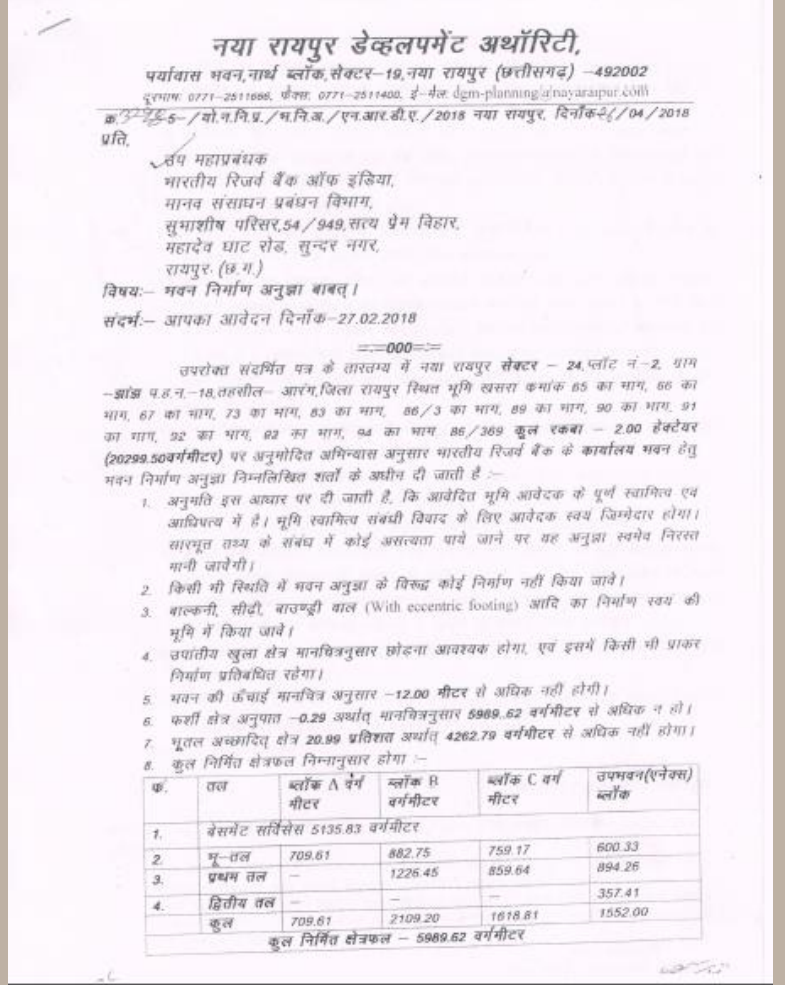 नया रायपुर डेव्हलपमेंट अथॉरिटी,
पर्यावास भवन,नार्थ ब्लॉक,सेक्टर–19,नया रायपुर (छत्तीसगढ़) –492002
दूरभाष: 0771-2511666, फैक्स: 0771-2511400, ई-मेल: dgm-planning@nayaraipur.com
क्र. 5–/यो.न.नि.प्र./भ.नि.अ./एन.आर.डी.ए./2018 नया रायपुर, दिनॉंक /04/2018
प्रति,
उप महाप्रबंधक
भारतीय रिजर्व बैंक ऑफ इंडिया,
मानव संसाधन प्रबंधन विभाग,
सुभाशीष परिसर,54/949,सत्य प्रेम विहार,
महादेव घाट रोड, सुन्दर नगर,
रायपुर (छ.ग.)
विषय:– भवन निर्माण अनुज्ञा बाबत्।
संदर्भ:– आपका आवेदन दिनॉंक–27.02.2018
==000==
उपरोक्त संदर्भित पत्र के तारतम्य में नया रायपुर सेक्टर – 24,प्लॉट नं–2, ग्राम
–झांझ प.ह.न.–18,तहसील– आरंग,जिला रायपुर स्थित भूमि खसरा कमांक 65 का भाग, 66 का
भाग, 67 का भाग, 73 का भाग, 83 का भाग, 86/3 का भाग, 89 का भाग, 90 का भाग, 91
का भाग, 92 का भाग, 82 का भाग, 94 का भाग 86/369 कुल रकबा – 2.00 हेक्टेयर
(20299.50वर्गमीटर) पर अनुमोदित अभिन्यास अनुसार भारतीय रिजर्व बैंक के कार्यालय भवन हेतु
भवन निर्माण अनुज्ञा निम्नलिखित शर्तो के अधीन दी जाती है :–
1. अनुमति इस आधार पर दी जाती है, कि आवेदित भूमि आवेदक के पूर्ण स्वामित्व एवं
आधिपत्य में है। भूमि स्वामित्व संबंधी विवाद के लिए आवेदक स्वयं जिम्मेदार होगा।
सारभूत तथ्य के संबंध में कोई असत्यता पाये जाने पर यह अनुज्ञा स्वमेव निरस्त
मानी जावेगी।
2. किसी भी स्थिति में भवन अनुज्ञा के विरूद्ध कोई निर्माण नहीं किया जावे।
3. बाल्कनी, सीढ़ी, बाउण्ड्री वाल (With eccentric footing) आदि का निर्माण स्वयं की
भूमि में किया जावे।
4. उपांतीय खुला क्षेत्र मानचित्रनुसार छोड़ना आवश्यक होगा, एवं इसमें किसी भी प्राकर
निर्माण प्रतिबंधित रहेगा।
5. भवन की ऊँचाई मानचित्र अनुसार –12.00 मीटर से अधिक नहीं होगी।
6. फर्शी क्षेत्र अनुपात –0.29 अर्थात् मानचित्रनुसार 5989..62 वर्गमीटर से अधिक न हो।
7. भूतल अच्छादित क्षेत्र 20.99 प्रतिशत अर्थात् 4262.79 वर्गमीटर से अधिक नहीं होगा।
8. कुल निर्मित क्षेत्रफल निम्नानुसार होगा :–
क्र. तल ब्लॉक A वर्ग मीटर ब्लॉक B वर्गमीटर ब्लॉक C वर्ग मीटर उपभवन(एनेक्स) ब्लॉक
1. बेसमेंट सर्विसेस 5135.83 वर्गमीटर
2. भू–तल 709.61 882.75 759.17 600.33
3. प्रथम तल – 1226.45 859.64 894.26
4. द्वितीय तल – – – 357.41
कुल 709.61 2109.20 1618.81 1552.00
कुल निर्मित क्षेत्रफल – 5989.62 वर्गमीटर